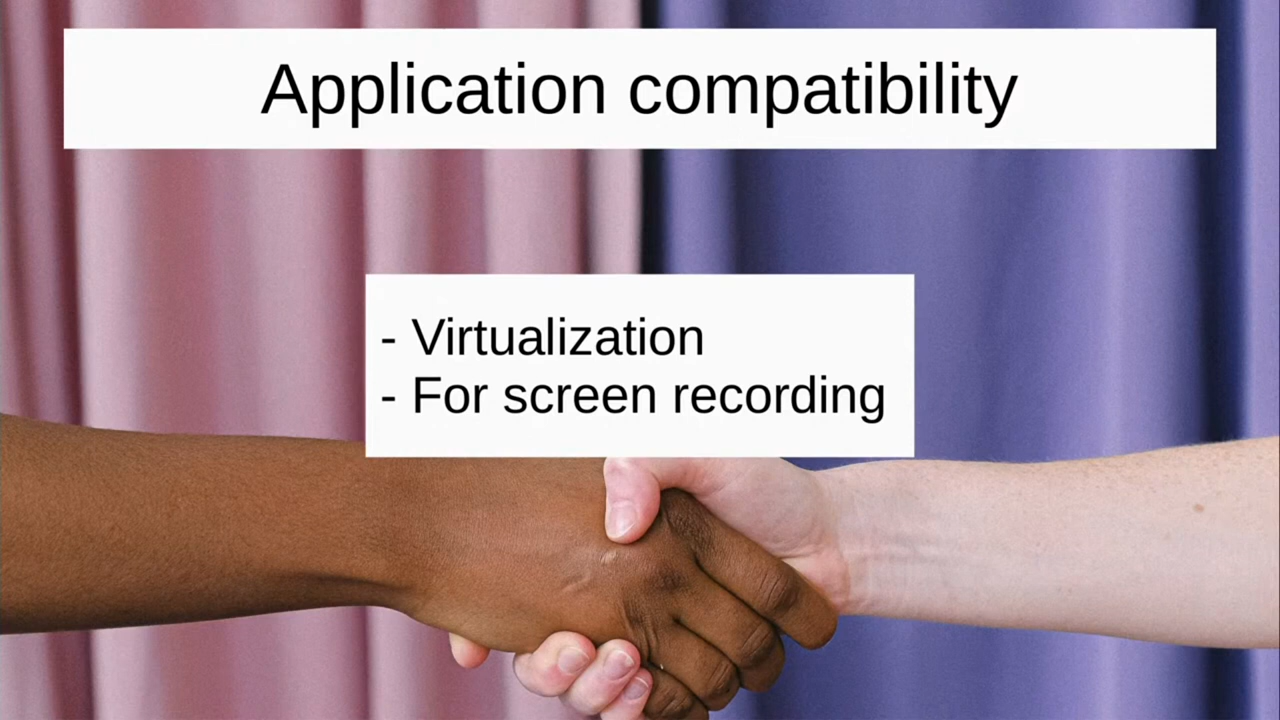 Application compatibility
- Virtualization
- For screen recording